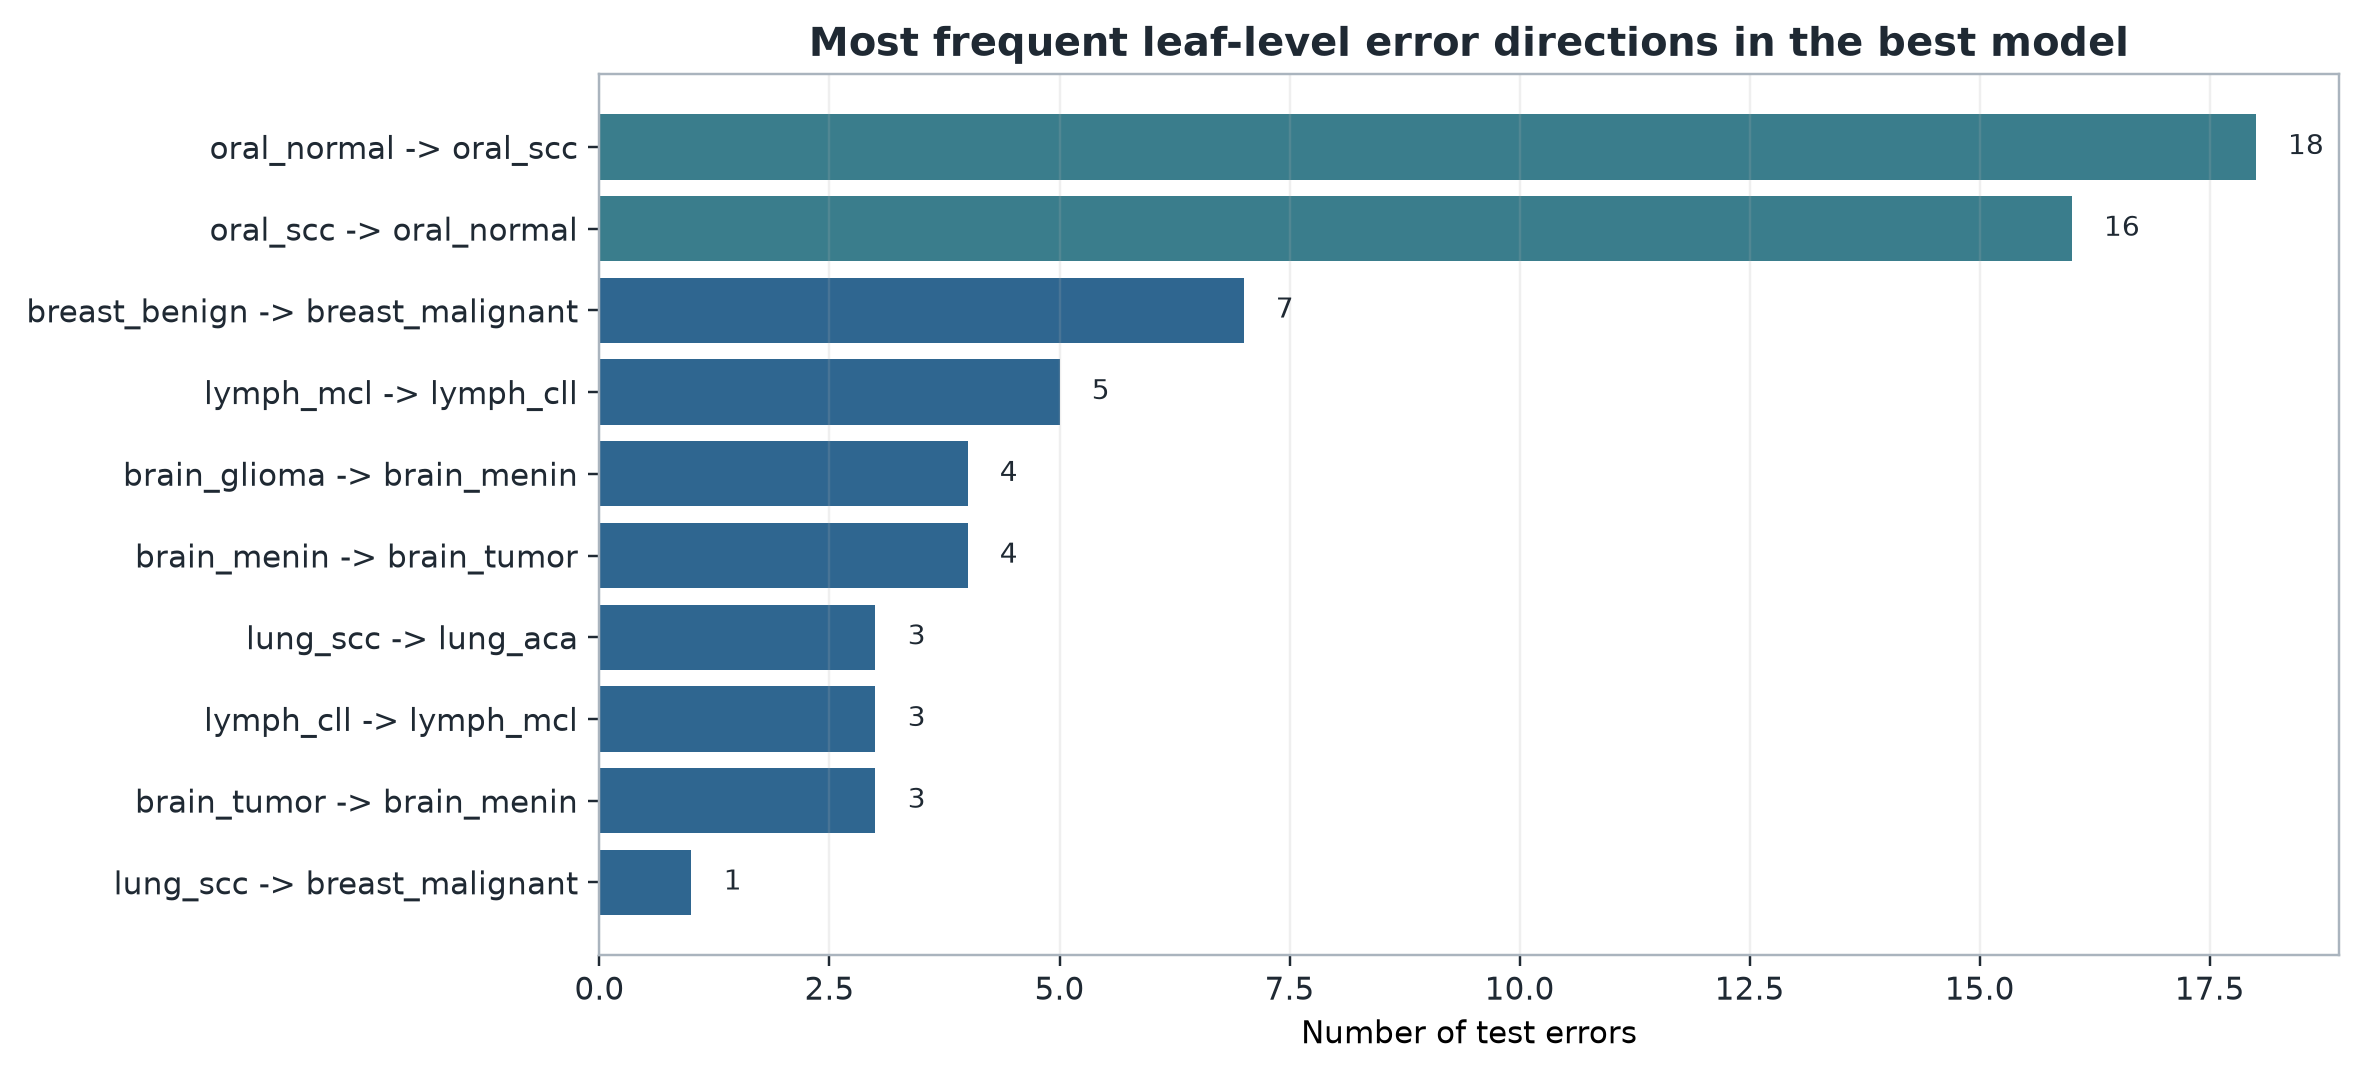 Most frequent leaf-level error directions in the best model
oral_normal -> oral_scc
18
oral_scc -> oral_normal
16
breast_benign -> breast_malignant
7
lymph_mcl -> lymph_cll
5
brain_glioma -> brain_menin
4
brain_menin -> brain_tumor
4
lung_scc -> lung_aca
3
lymph_cll -> lymph_mcl
3
brain_tumor -> brain_menin
3
lung_scc -> breast_malignant
1
0.0 2.5 5.0 7.5 10.0 12.5 15.0 17.5
Number of test errors